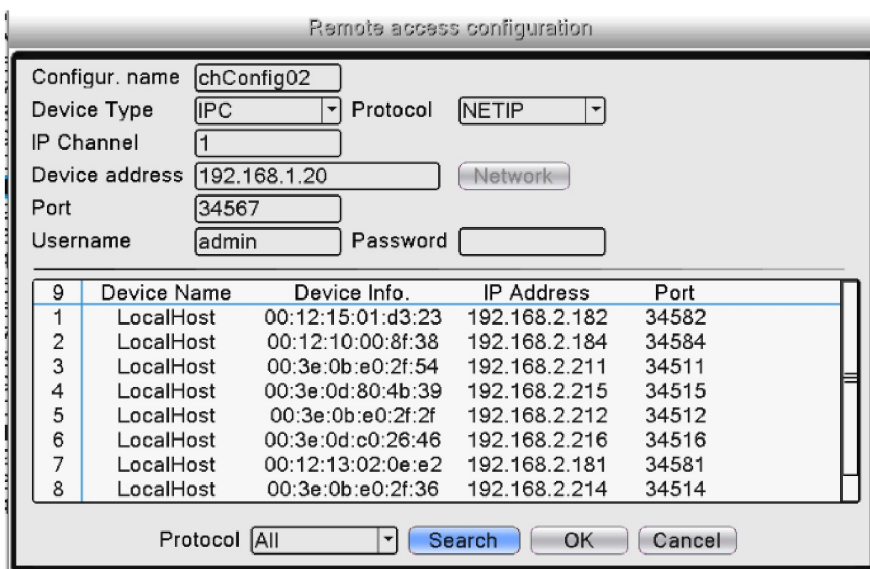 Remote access configuration
Configur. name chConfig02
Device Type IPC Protocol NETIP
IP Channel 1
Device address 192.168.1.20 Network
Port 34567
Username admin Password
9 Device Name Device Info. IP Address Port
1 LocalHost 00:12:15:01:d3:23 192.168.2.182 34582
2 LocalHost 00:12:10:00:8f:38 192.168.2.184 34584
3 LocalHost 00:3e:0b:e0:2f:54 192.168.2.211 34511
4 LocalHost 00:3e:0d:80:4b:39 192.168.2.215 34515
5 LocalHost 00:3e:0b:e0:2f:2f 192.168.2.212 34512
6 LocalHost 00:3e:0d:c0:26:46 192.168.2.216 34516
7 LocalHost 00:12:13:02:0e:e2 192.168.2.181 34581
8 LocalHost 00:3e:0b:e0:2f:36 192.168.2.214 34514
Protocol All Search OK Cancel